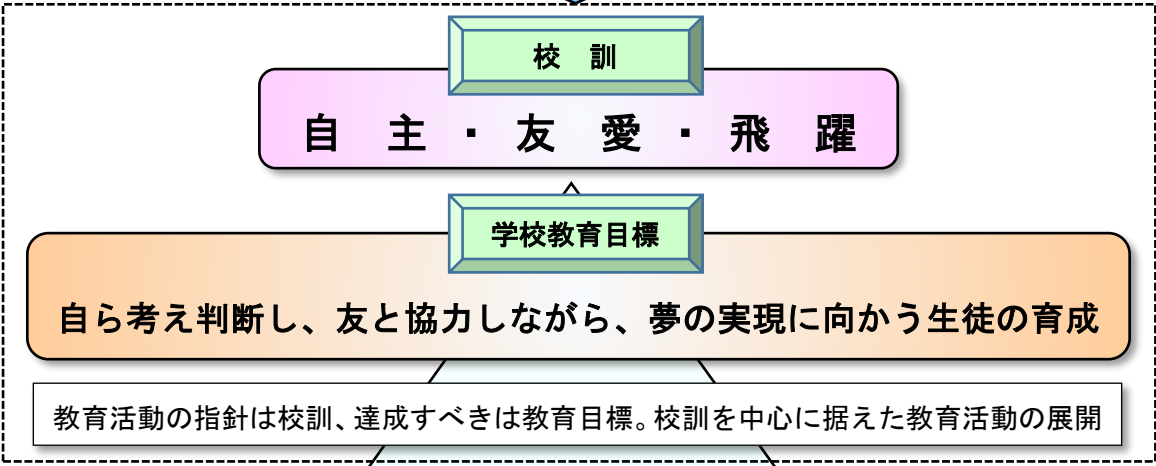 校　訓
自　主・友　愛・飛　躍
学校教育目標
自ら考え判断し、友と協力しながら、夢の実現に向かう生徒の育成
教育活動の指針は校訓、達成すべきは教育目標。校訓を中心に据えた教育活動の展開